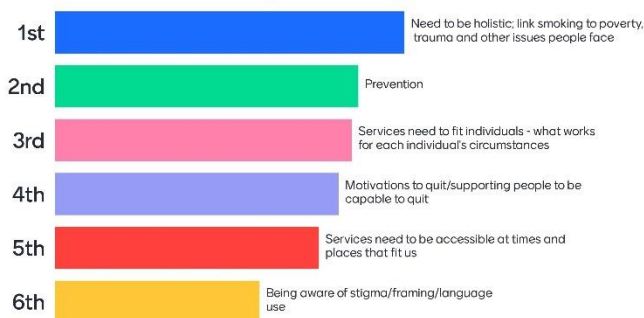 1st
Need to be holistic; link smoking to poverty,
trauma and other issues people face
2nd
Prevention
3rd
Services need to fit individuals - what works
for each individual's circumstances
4th
Motivations to quit/supporting people to be
capable to quit
5th
Services need to be accessible at times and
places that fit us
6th
Being aware of stigma/framing/language
use